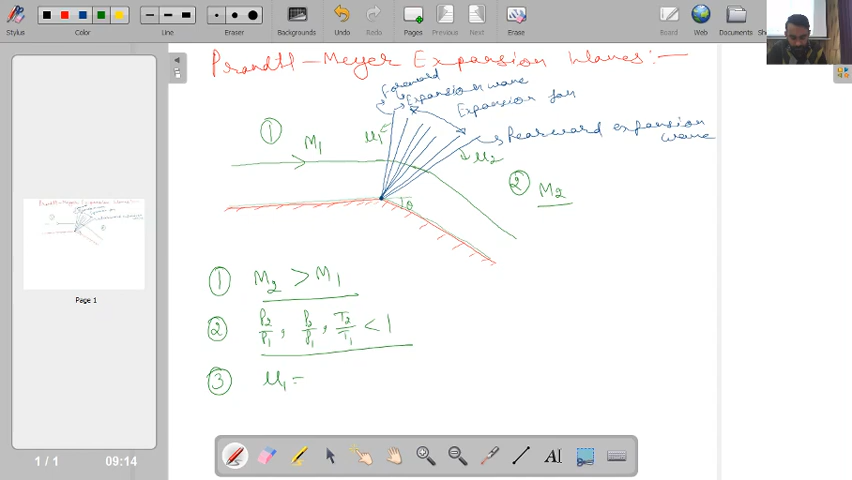 Styles
Color
Line
Eraser
Backgrounds
Undo
Redo
Pages
Previous
Next
Erase
Board
Web
Documents
Prandtl - Meyer Expansion Waves :-
Forward
Expansion wave
Expansion fan
Rearward expansion
wave
①
M1
μ1
μ2
② M2
θ
① M2 > M1
② P2/P1, ρ2/ρ1, T2/T1 < 1
③ μ1 =
Page 1
1 / 1
09:14
AI